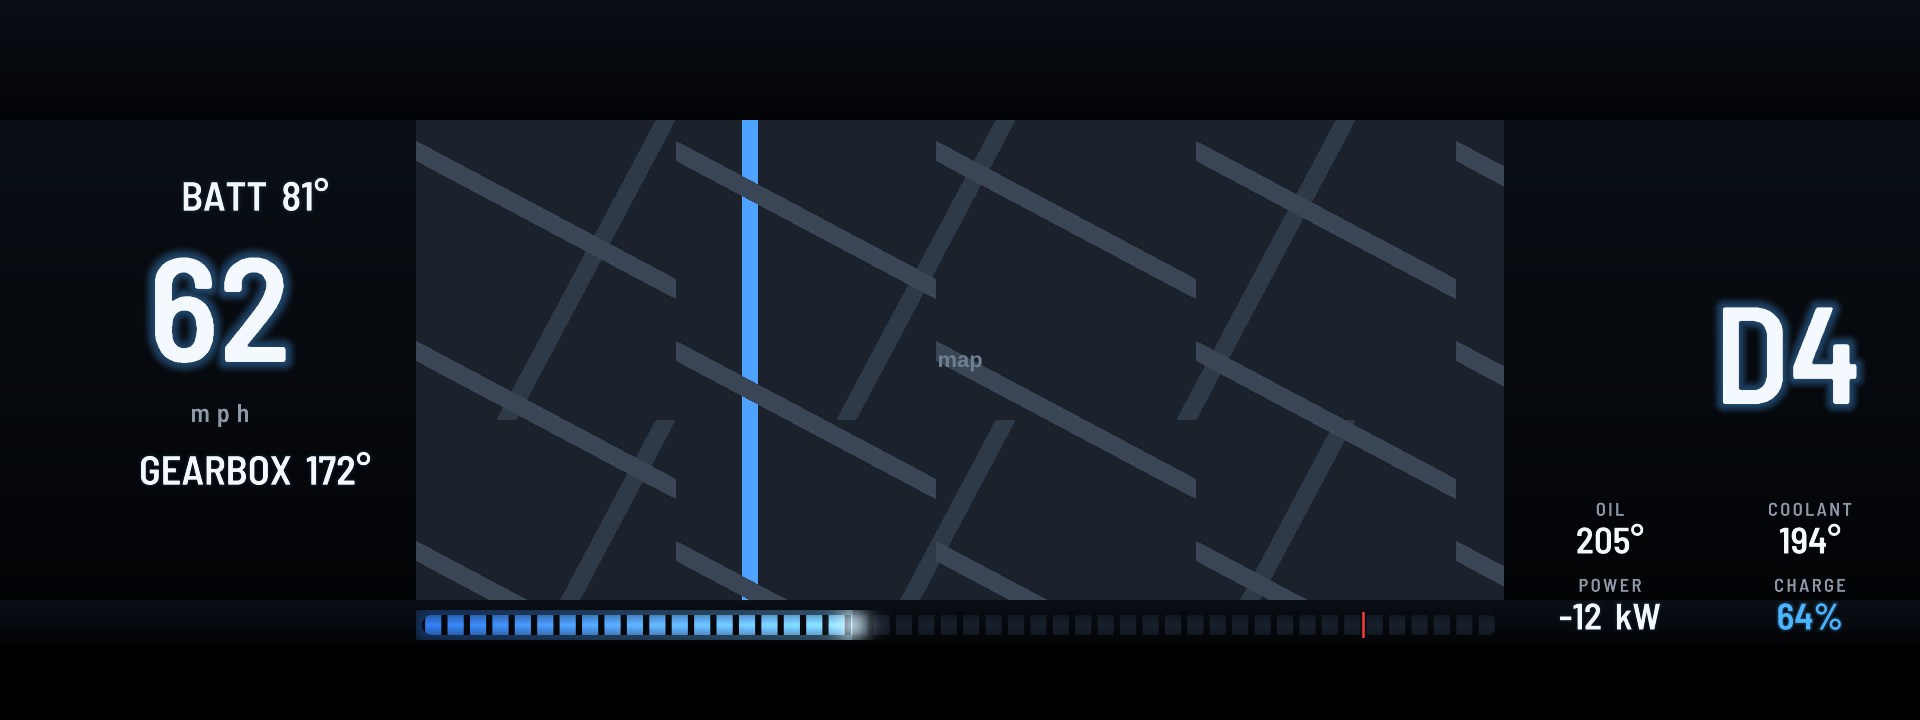 BATT 81°
62
mph
GEARBOX 172°
map
D4
OIL
205°
COOLANT
194°
POWER
-12 kW
CHARGE
64%